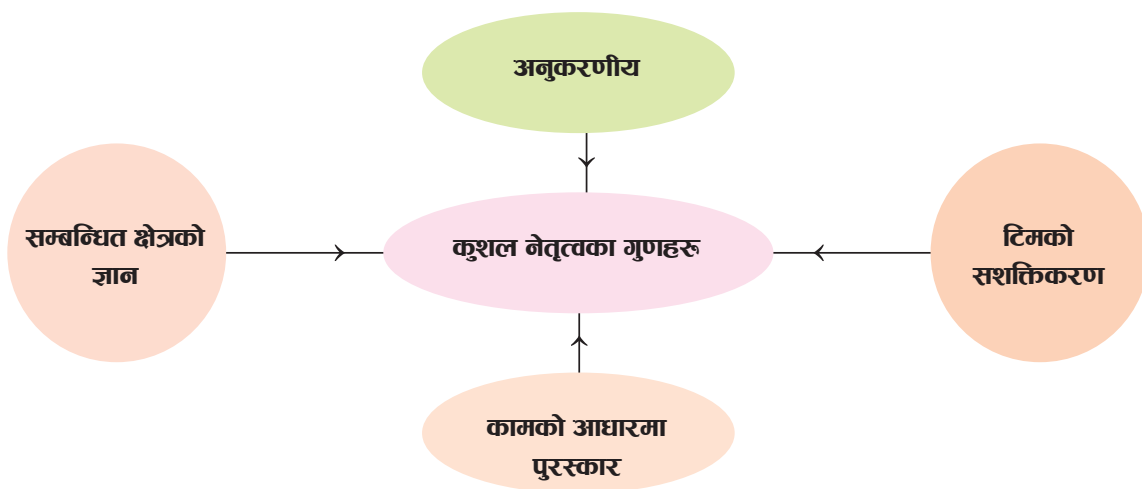 अनुकरणीय
सम्बन्धित क्षेत्रको
ज्ञान
कुशल नेतृत्वका गुणहरू
टिमको
सशक्तिकरण
कामको आधारमा
पुरस्कार